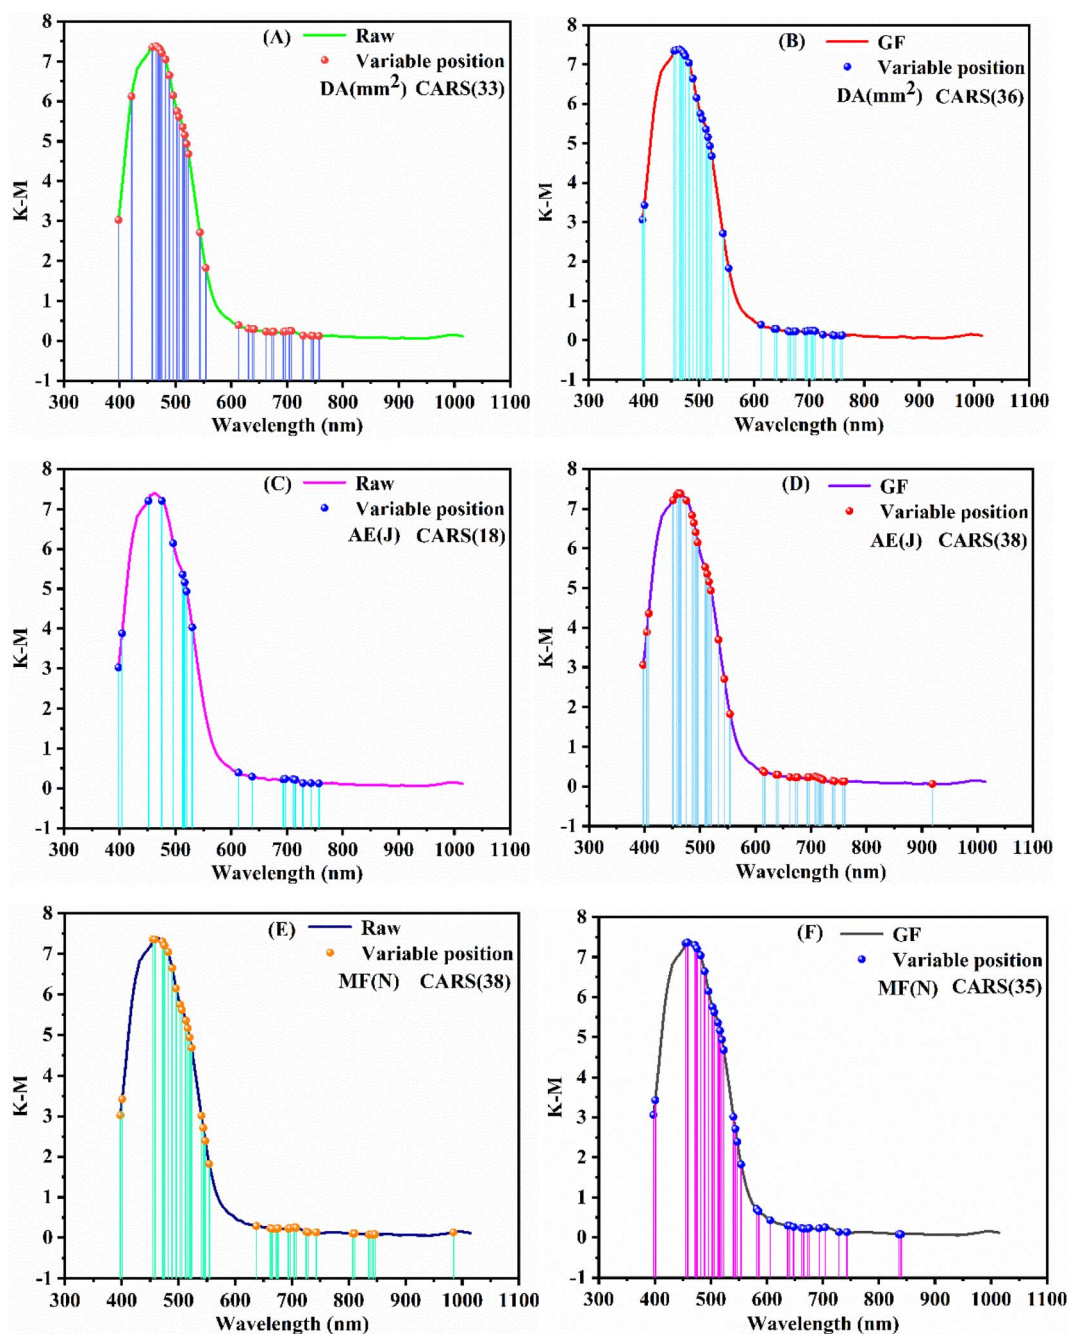 (A)
Raw
Variable position
DA(mm²) CARS(33)
8
7
6
5
4
3
2
1
0
-1
K-M
300 400 500 600 700 800 900 1000 1100
Wavelength (nm)
(B)
GF
Variable position
DA(mm²) CARS(36)
8
7
6
5
4
3
2
1
0
-1
K-M
300 400 500 600 700 800 900 1000 1100
Wavelength (nm)
(C)
Raw
Variable position
AE(J) CARS(18)
8
7
6
5
4
3
2
1
0
-1
K-M
300 400 500 600 700 800 900 1000 1100
Wavelength (nm)
(D)
GF
Variable position
AE(J) CARS(38)
8
7
6
5
4
3
2
1
0
-1
K-M
300 400 500 600 700 800 900 1000 1100
Wavelength (nm)
(E)
Raw
Variable position
MF(N) CARS(38)
8
7
6
5
4
3
2
1
0
-1
K-M
300 400 500 600 700 800 900 1000 1100
Wavelength (nm)
(F)
GF
Variable position
MF(N) CARS(35)
8
7
6
5
4
3
2
1
0
-1
K-M
300 400 500 600 700 800 900 1000 1100
Wavelength (nm)